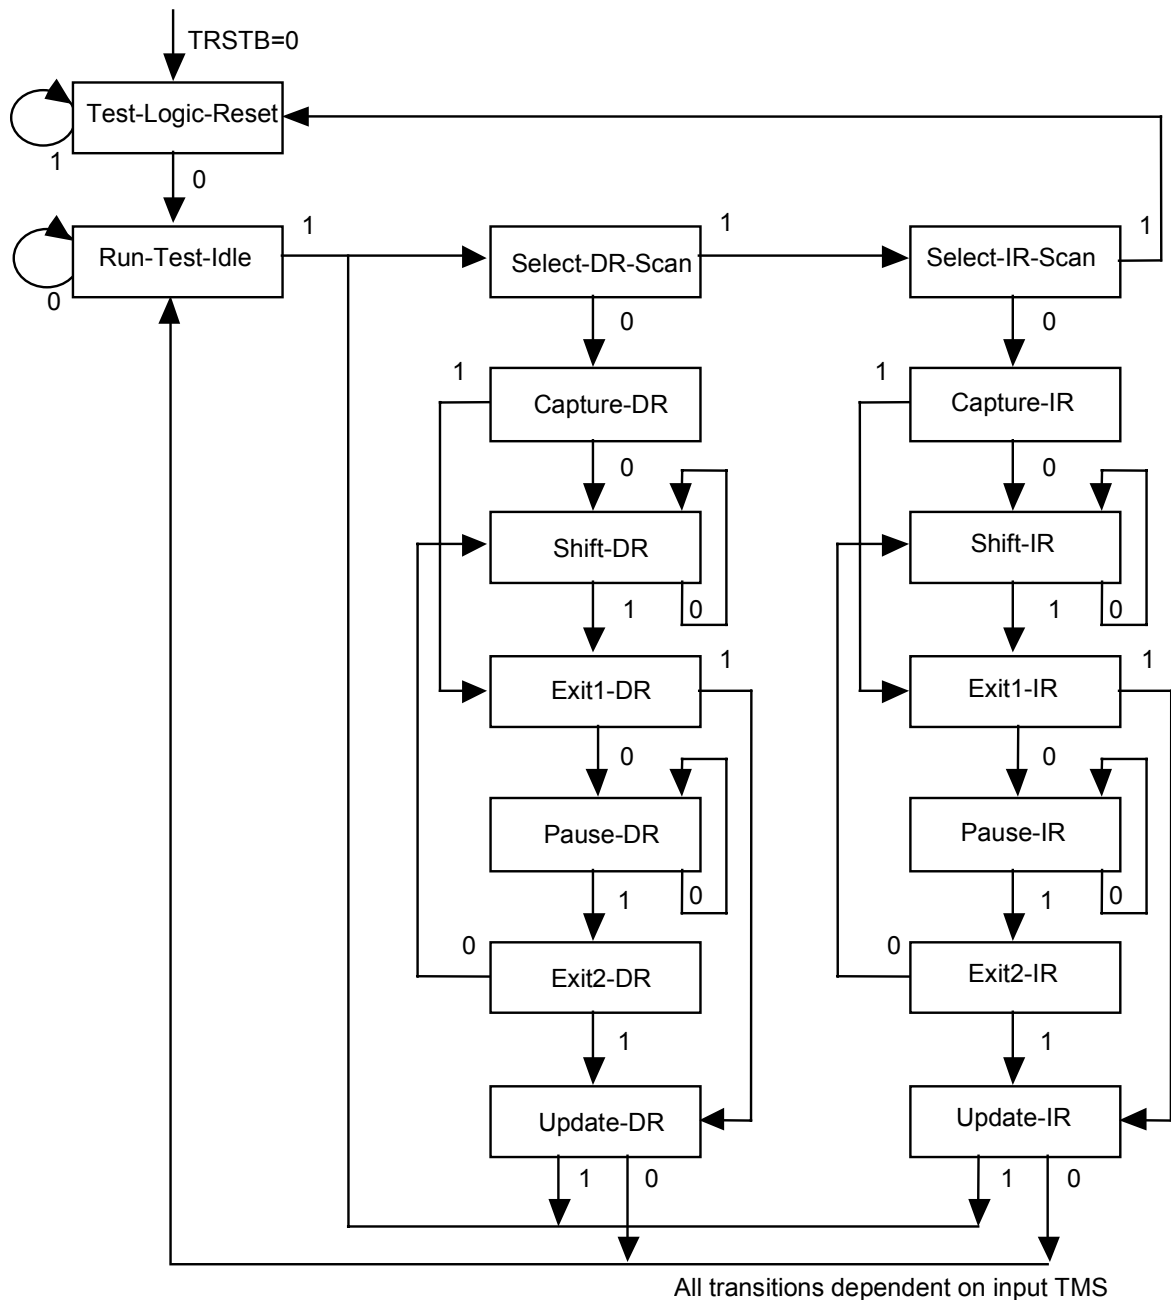 TRSTB=0
Test-Logic-Reset
1
0
Run-Test-Idle
0
1
Select-DR-Scan
1
Select-IR-Scan
1
0
0
1
Capture-DR
1
Capture-IR
0
0
Shift-DR
Shift-IR
1
0
1
0
Exit1-DR
1
Exit1-IR
1
0
0
Pause-DR
Pause-IR
1
0
1
0
0
Exit2-DR
0
Exit2-IR
1
1
Update-DR
Update-IR
1
0
1
0
All transitions dependent on input TMS